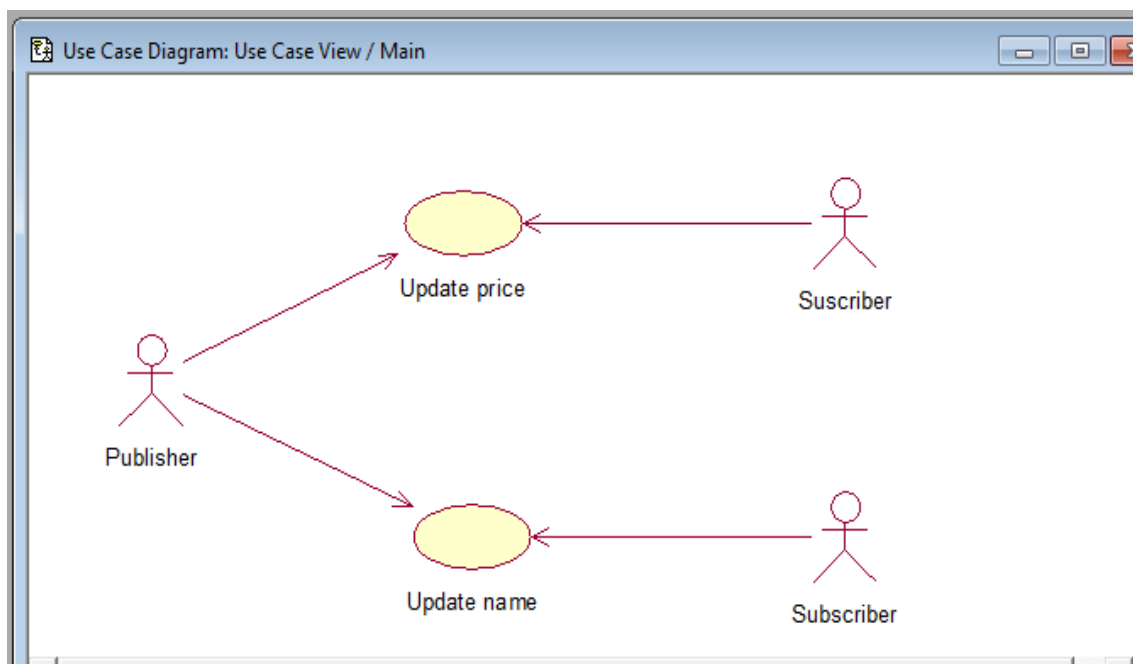 Use Case Diagram: Use Case View / Main
Update price
Suscriber
Publisher
Update name
Subscriber